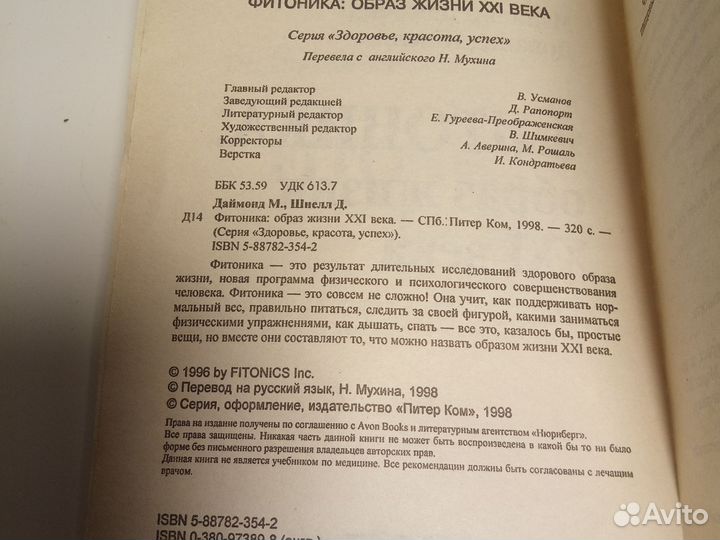 ФИТОНИКА: ОБРАЗ ЖИЗНИ XXI ВЕКА
Серия «Здоровье, красота, успех»
Перевела с английского Н. Мухина
Главный редактор В. Усманов
Заведующий редакцией Д. Рапопорт
Литературный редактор Е. Гуреева-Преображенская
Художественный редактор В. Шимкевич
Корректоры А. Аверина, М. Рошаль
Верстка И. Кондратьева
ББК 53.59 УДК 613.7
Даймонд М., Шнелл Д.
Д14 Фитоника: образ жизни XXI века. — СПб.: Питер Ком, 1998. — 320 с. —
(Серия «Здоровье, красота, успех»).
ISBN 5-88782-354-2
Фитоника — это результат длительных исследований здорового образа
жизни, новая программа физического и психологического совершенствования
человека. Фитоника — это совсем не сложно! Она учит, как поддерживать нор-
мальный вес, правильно питаться, следить за своей фигурой, какими заниматься
физическими упражнениями, как дышать, спать — все это, казалось бы, простые
вещи, но вместе они составляют то, что можно назвать образом жизни XXI века.
© 1996 by FITONiCS Inc.
© Перевод на русский язык, Н. Мухина, 1998
© Серия, оформление, издательство «Питер Ком», 1998
Права на издание получены по соглашению с Avon Books и литературным агентством «Нюрнберг».
Все права защищены. Никакая часть данной книги не может быть воспроизведена в какой бы то ни было
форме без письменного разрешения владельцев авторских прав.
Данная книга не является учебником по медицине. Все рекомендации должны быть согласованы с лечащим
врачом.
ISBN 5-88782-354-2
ISBN 0-380-97389-8 (англ.)
Avito